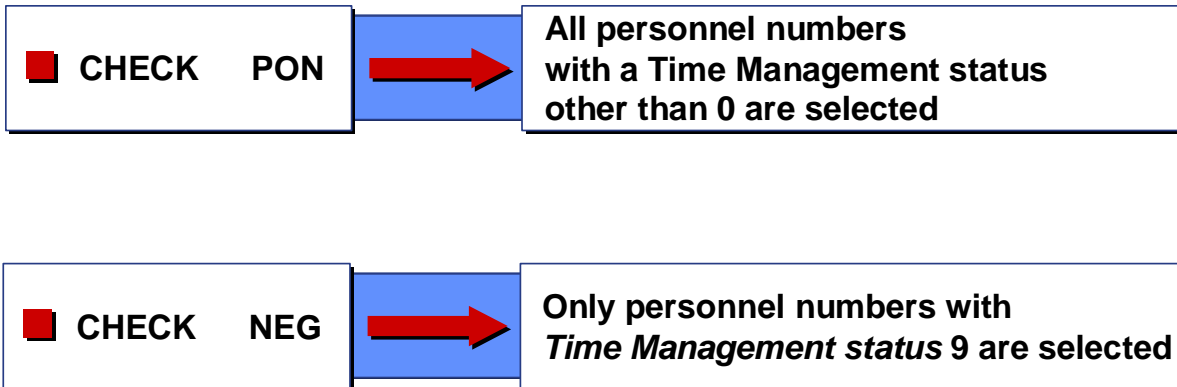 CHECK PON
All personnel numbers
with a Time Management status
other than 0 are selected
CHECK NEG
Only personnel numbers with
Time Management status 9 are selected